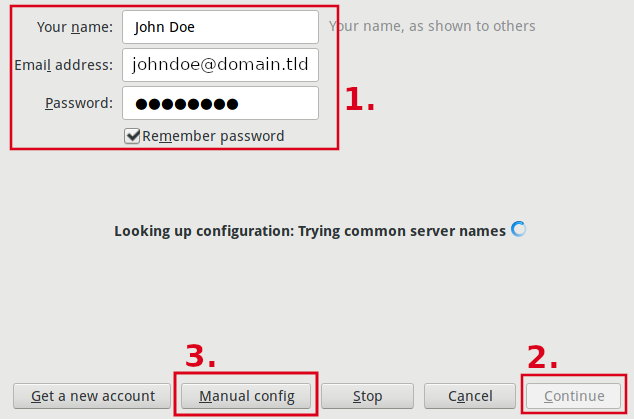 Your name: John Doe Your name, as shown to others
Email address: johndoe@domain.tld
Password: ●●●●●●●●
1.
Remember password
Looking up configuration: Trying common server names
3. 2.
Get a new account Manual config Stop Cancel Continue